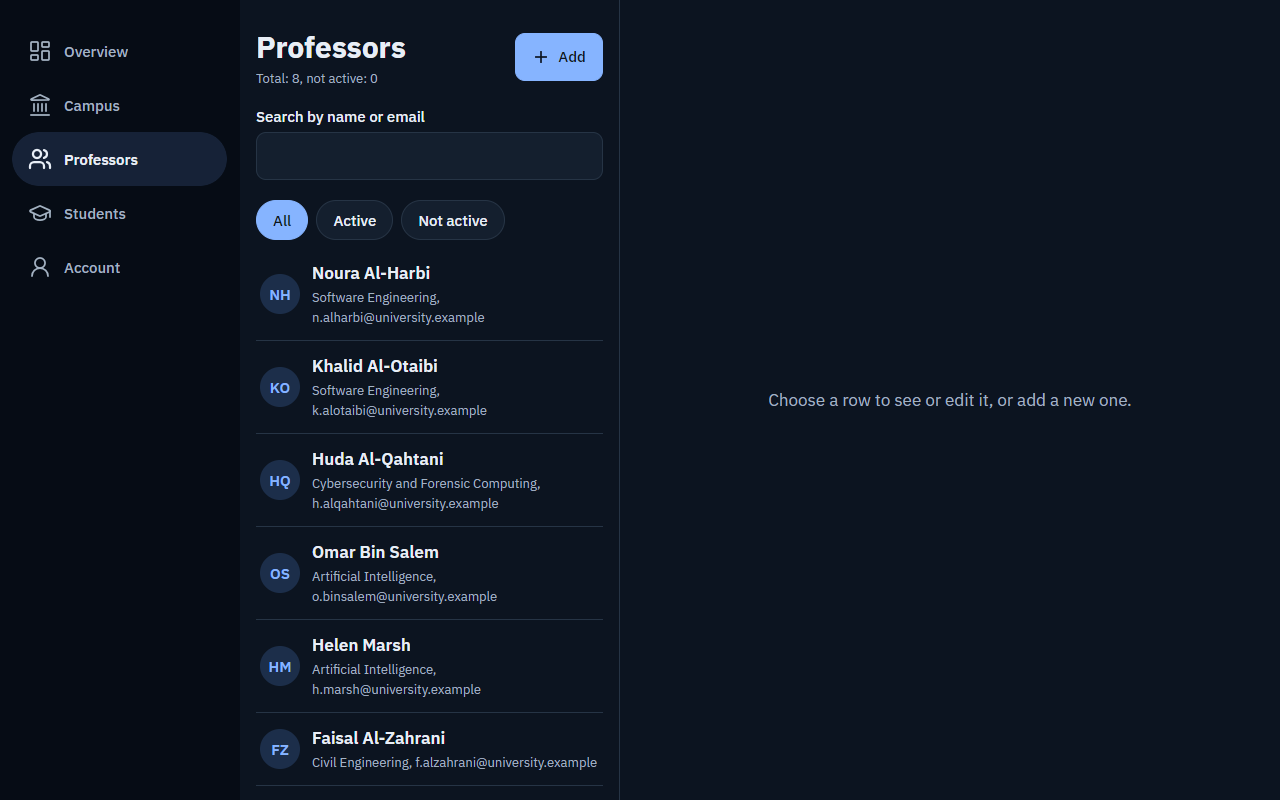 Overview
Campus
Professors
Students
Account
Professors
Total: 8, not active: 0
Add
Search by name or email
All
Active
Not active
NH
Noura Al-Harbi
Software Engineering,
n.alharbi@university.example
KO
Khalid Al-Otaibi
Software Engineering,
k.alotaibi@university.example
HQ
Huda Al-Qahtani
Cybersecurity and Forensic Computing,
h.alqahtani@university.example
OS
Omar Bin Salem
Artificial Intelligence,
o.binsalem@university.example
HM
Helen Marsh
Artificial Intelligence,
h.marsh@university.example
FZ
Faisal Al-Zahrani
Civil Engineering, f.alzahrani@university.example
Choose a row to see or edit it, or add a new one.